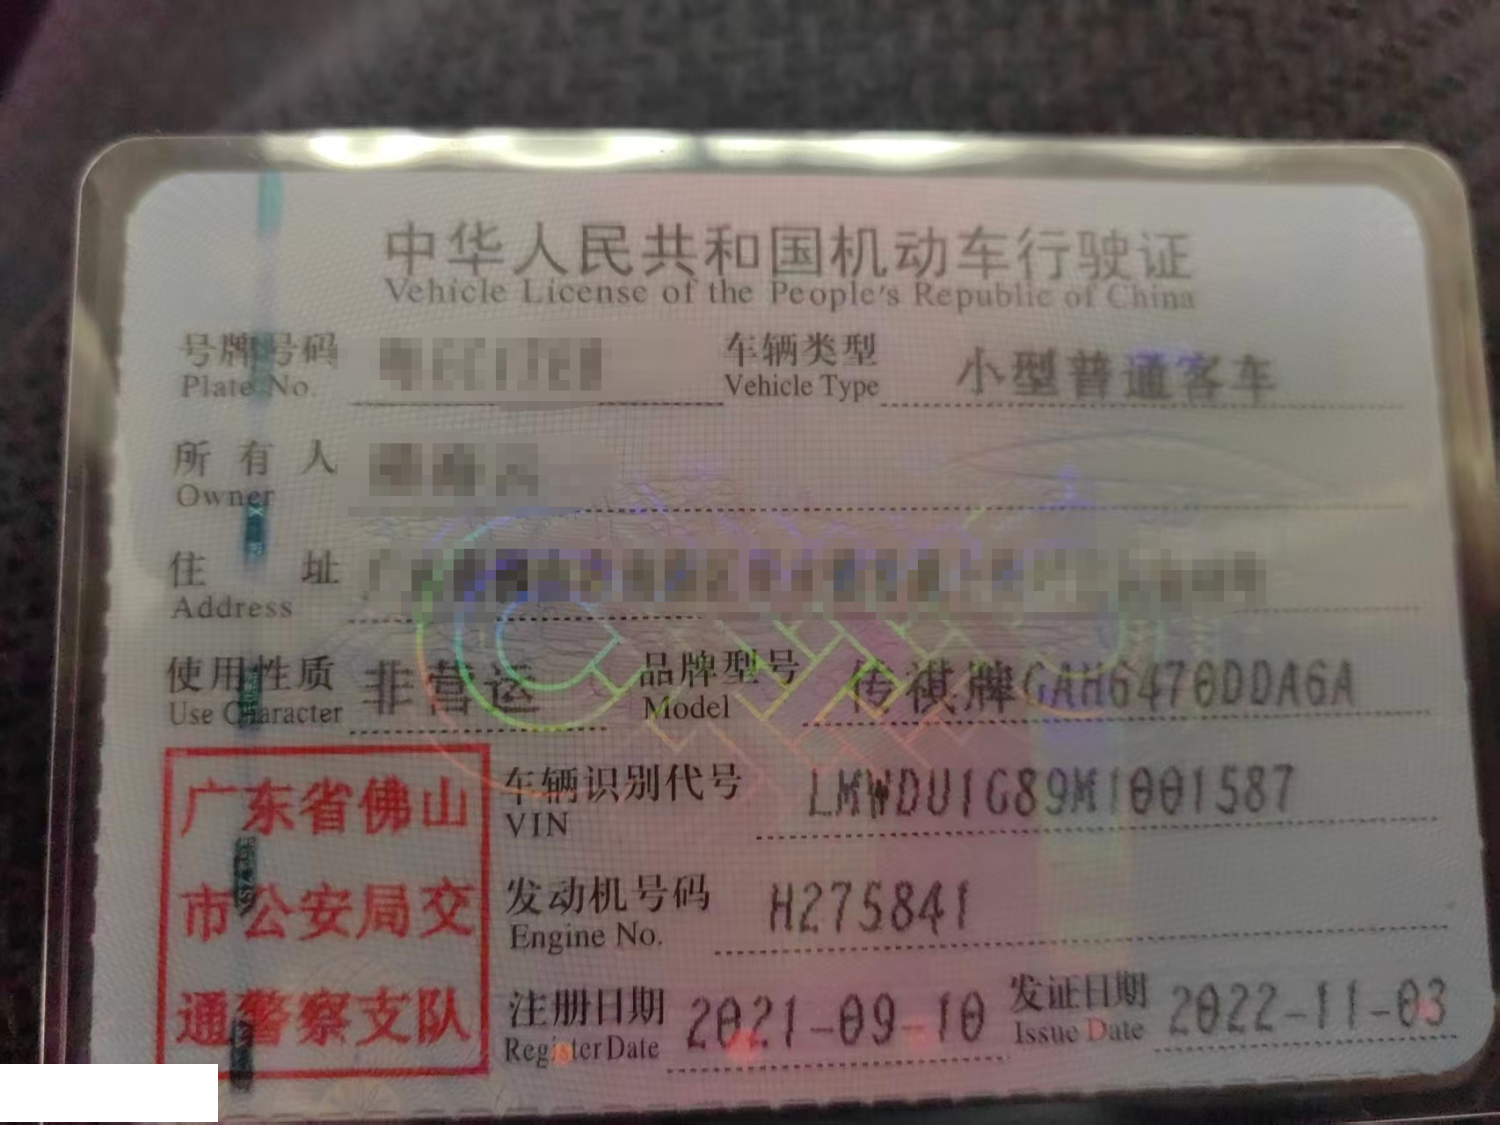 中华人民共和国机动车行驶证
Vehicle License of the People's Republic of China
号牌号码
Plate No.
车辆类型 小型普通客车
Vehicle Type
所有人
Owner
住址
Address
使用性质 非营运
Use Character
品牌型号 传祺牌GAH6470DDA6A
Model
车辆识别代号 LMWDU1G89M1001587
VIN
发动机号码 H275841
Engine No.
注册日期 2021-09-10
Register Date
发证日期 2022-11-03
Issue Date
广东省佛山
市公安局交
通警察支队